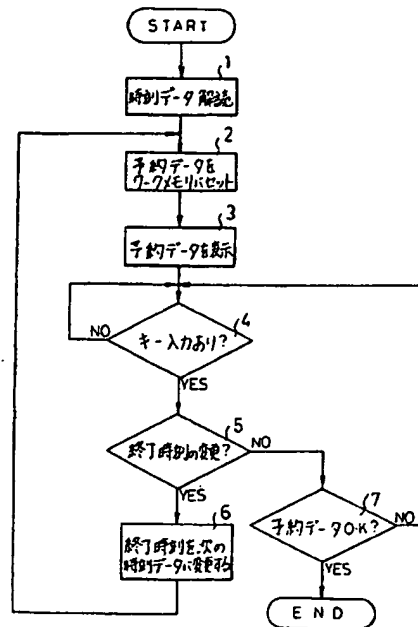 START
1
時刻データ解読
2
予約データを
ワークメモリにセット
3
予約データを表示
4
NO
キー入力あり?
YES
5
終了時刻の変更?
NO
YES
6
終了時刻を次の
時刻データに変更する
7
予約データO・K?
NO
YES
END